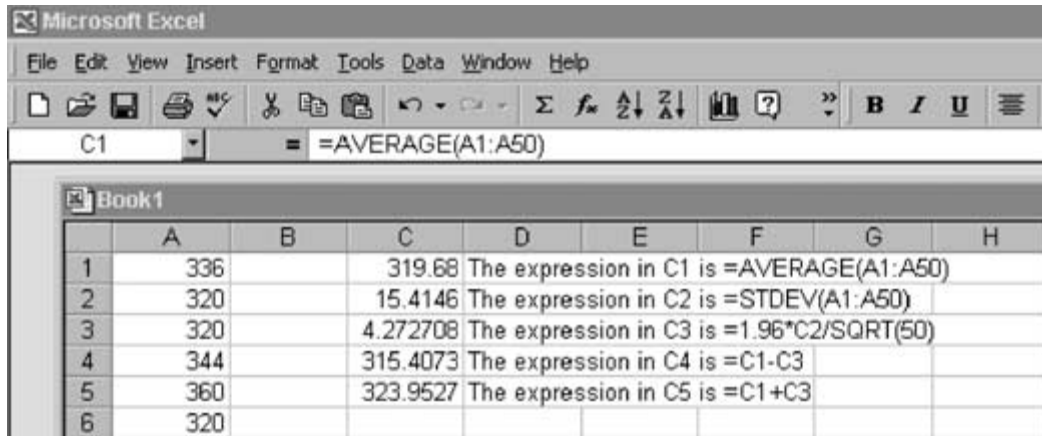 Microsoft Excel
File Edit View Insert Format Tools Data Window Help
ABC Σ fx A Z Z A ? » B I U
C1 = =AVERAGE(A1:A50)
Book1
A B C D E F G H
1 336 319.68 The expression in C1 is =AVERAGE(A1:A50)
2 320 15.4146 The expression in C2 is =STDEV(A1:A50)
3 320 4.272708 The expression in C3 is =1.96*C2/SQRT(50)
4 344 315.4073 The expression in C4 is =C1-C3
5 360 323.9527 The expression in C5 is =C1+C3
6 320